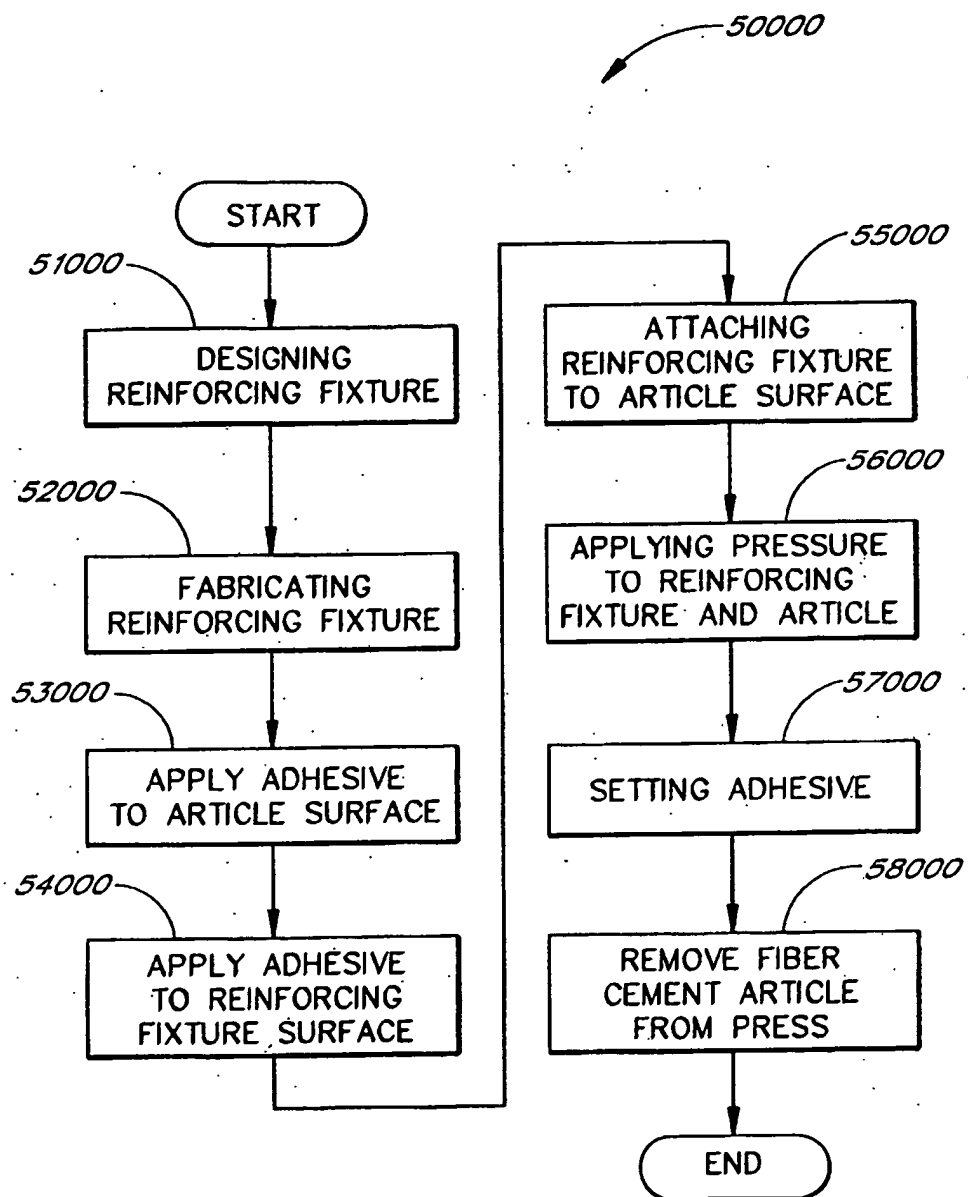 50000
START
51000
DESIGNING
REINFORCING FIXTURE
52000
FABRICATING
REINFORCING FIXTURE
53000
APPLY ADHESIVE
TO ARTICLE SURFACE
54000
APPLY ADHESIVE
TO REINFORCING
FIXTURE SURFACE
55000
ATTACHING
REINFORCING FIXTURE
TO ARTICLE SURFACE
56000
APPLYING PRESSURE
TO REINFORCING
FIXTURE AND ARTICLE
57000
SETTING ADHESIVE
58000
REMOVE FIBER
CEMENT ARTICLE
FROM PRESS
END